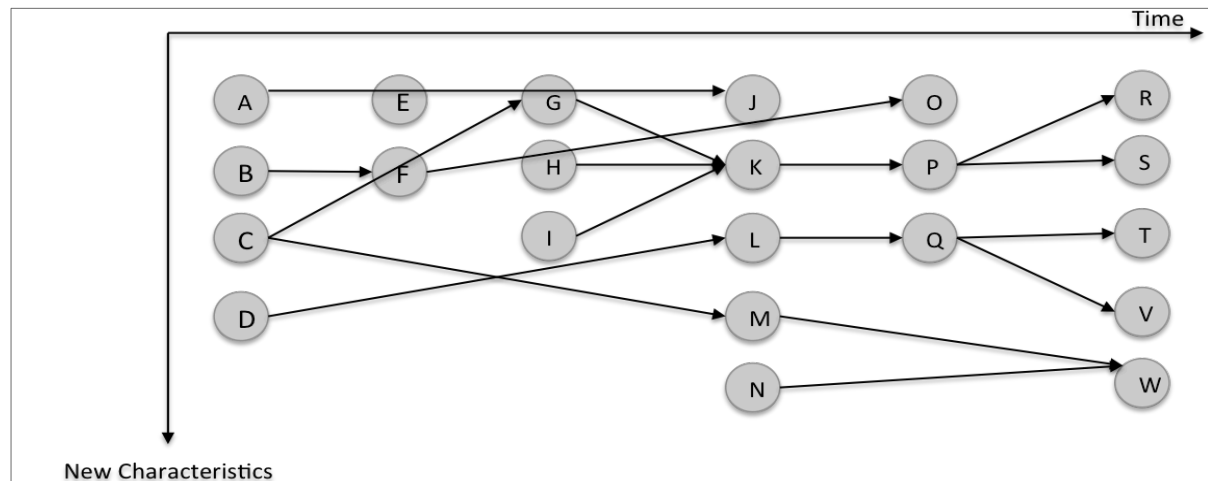 Time
A E G J O R
B F H K P S
C I L Q T
D M V
N W
New Characteristics